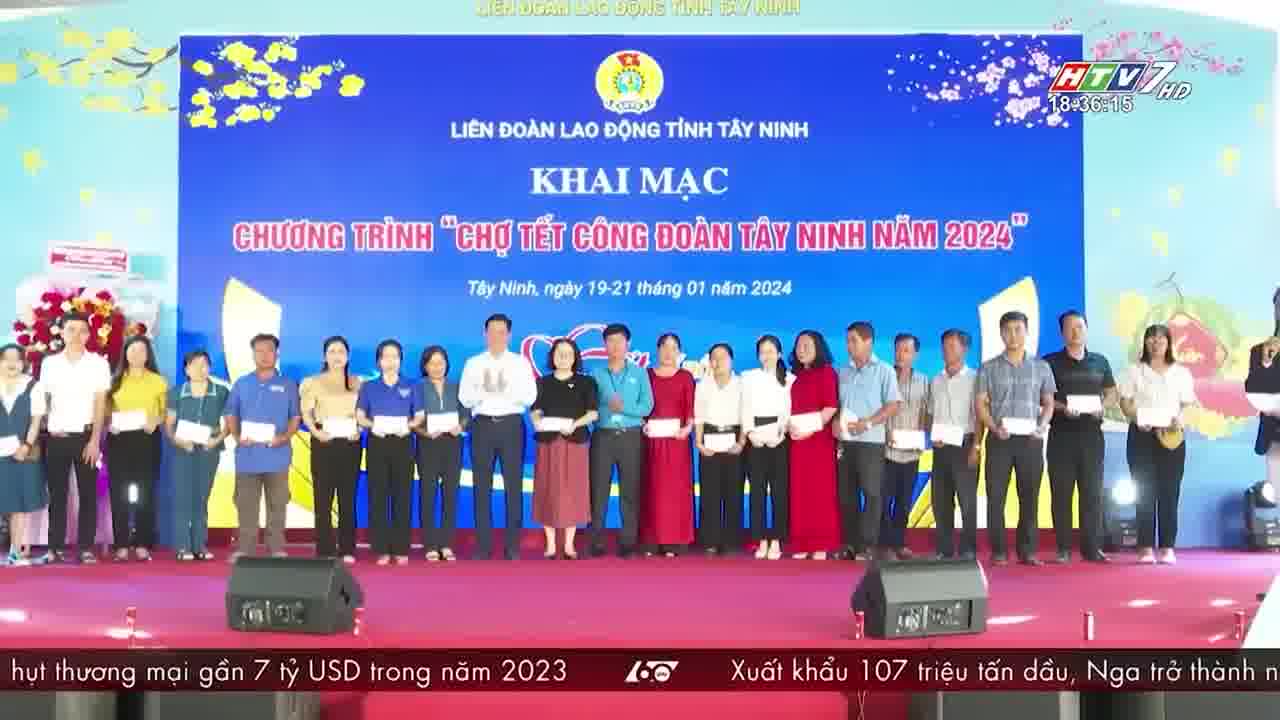 LIÊN ĐOÀN LAO ĐỘNG TỈNH TÂY NINH
HTV7 HD
18:36:15
LIÊN ĐOÀN LAO ĐỘNG TỈNH TÂY NINH
KHAI MẠC
CHƯƠNG TRÌNH "CHỢ TẾT CÔNG ĐOÀN TÂY NINH NĂM 2024"
Tây Ninh, ngày 19-21 tháng 01 năm 2024
hụt thương mại gần 7 tỷ USD trong năm 2023
Xuất khẩu 107 triệu tấn dầu, Nga trở thành n